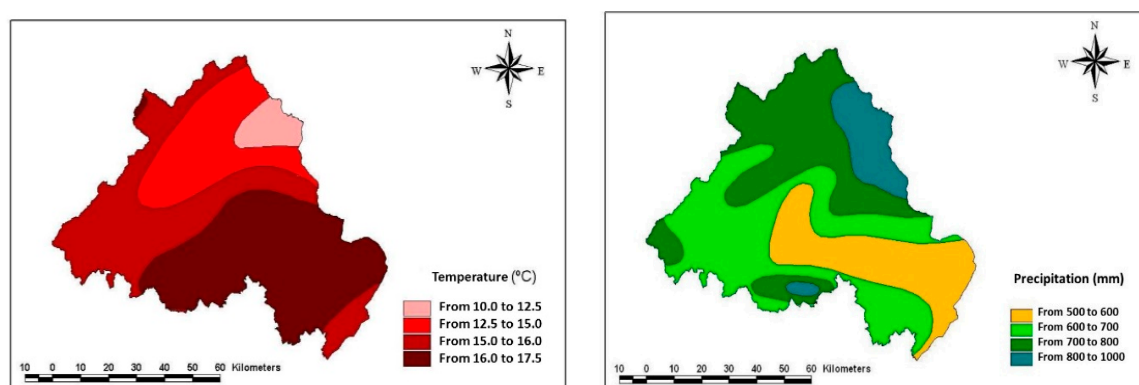 N
W E
S
Temperature (°C)
From 10.0 to 12.5
From 12.5 to 15.0
From 15.0 to 16.0
From 16.0 to 17.5
10 0 10 20 30 40 50 60 Kilometers
N
W E
S
Precipitation (mm)
From 500 to 600
From 600 to 700
From 700 to 800
From 800 to 1000
10 0 10 20 30 40 50 60 Kilometers